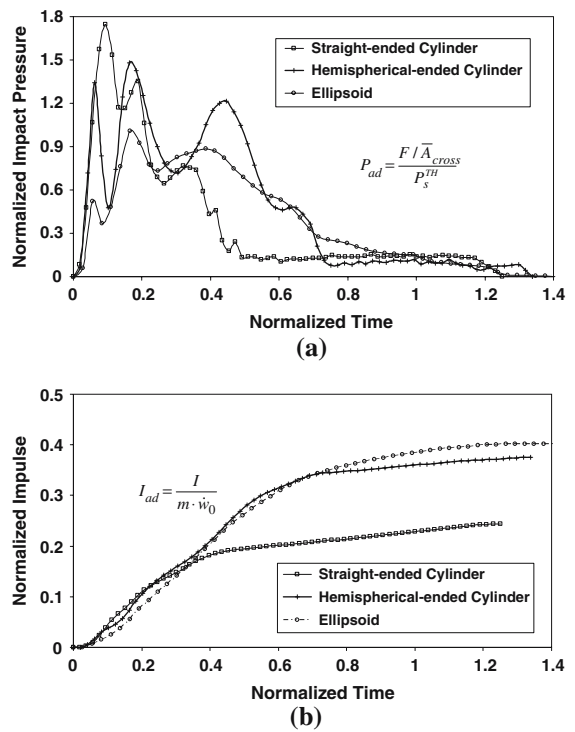 1.8
1.5
1.2
0.9
0.6
0.3
0
Normalized Impact Pressure
Straight-ended Cylinder
Hemispherical-ended Cylinder
Ellipsoid
P_ad = (F / A̅_cross) / P_s^TH
0 0.2 0.4 0.6 0.8 1 1.2 1.4
Normalized Time
(a)
0.5
0.4
0.3
0.2
0.1
0
Normalized Impulse
I_ad = I / (m · ẇ_0)
Straight-ended Cylinder
Hemispherical-ended Cylinder
Ellipsoid
0 0.2 0.4 0.6 0.8 1 1.2 1.4
Normalized Time
(b)